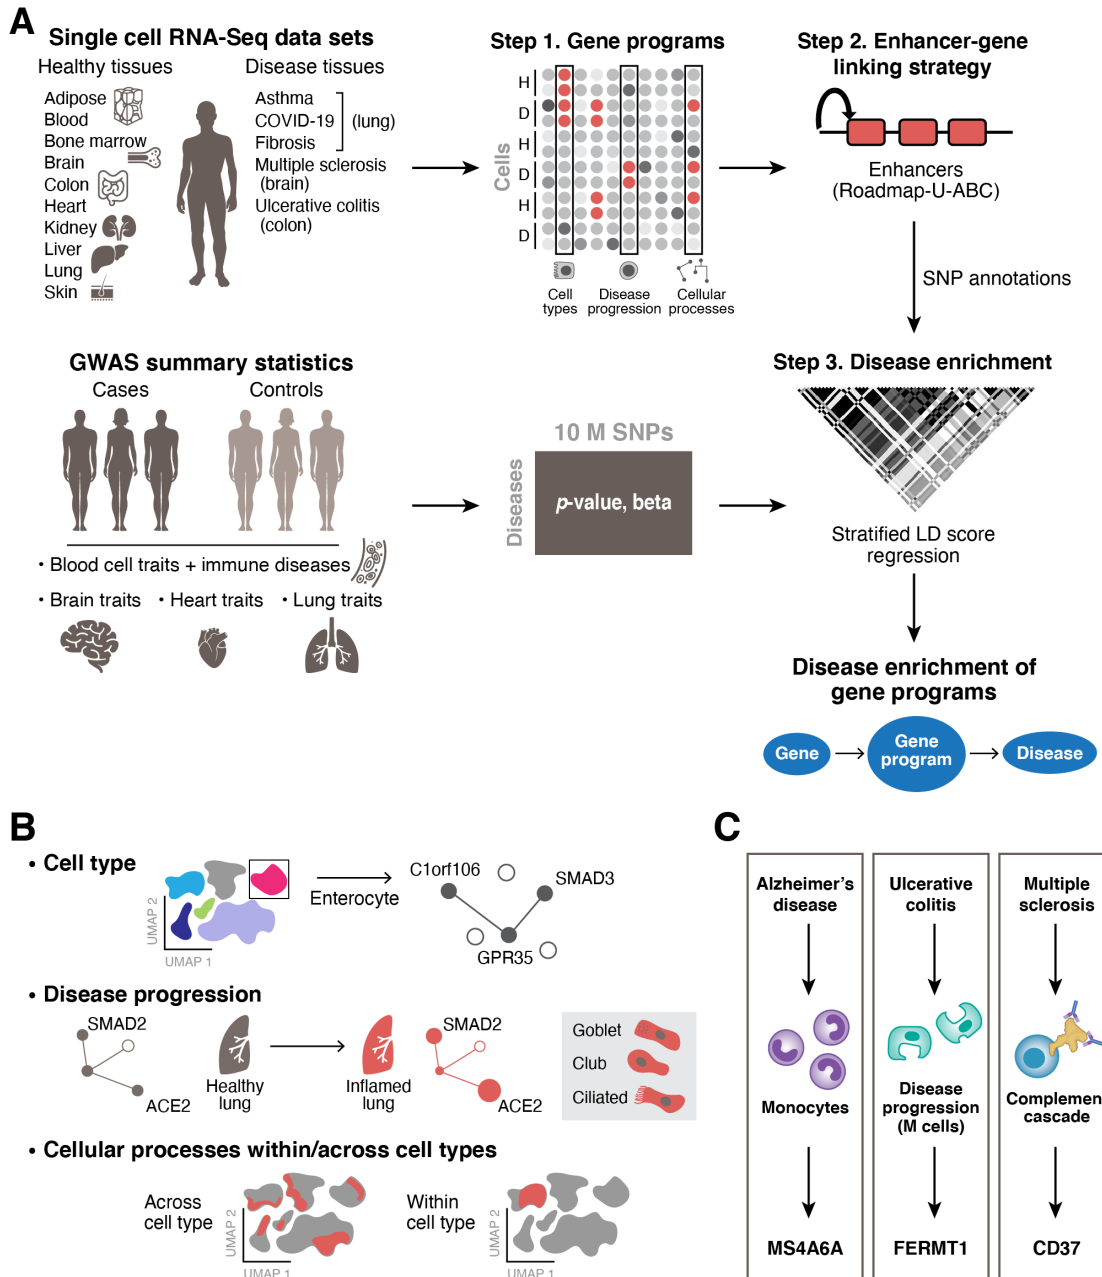 A
Single cell RNA-Seq data sets
Healthy tissues
Adipose
Blood
Bone marrow
Brain
Colon
Heart
Kidney
Liver
Lung
Skin
Disease tissues
Asthma
COVID-19
Fibrosis
(lung)
Multiple sclerosis
(brain)
Ulcerative colitis
(colon)
Step 1. Gene programs
Cells
H
D
H
D
H
D
Cell
types
Disease
progression
Cellular
processes
Step 2. Enhancer-gene
linking strategy
Enhancers
(Roadmap-U-ABC)
SNP annotations
GWAS summary statistics
Cases
Controls
• Blood cell traits + immune diseases
• Brain traits
• Heart traits
• Lung traits
10 M SNPs
Diseases
p-value, beta
Step 3. Disease enrichment
Stratified LD score
regression
Disease enrichment of
gene programs
Gene
Gene
program
Disease
B
• Cell type
UMAP 2
UMAP 1
Enterocyte
C1orf106
SMAD3
GPR35
• Disease progression
SMAD2
ACE2
Healthy
lung
Inflamed
lung
SMAD2
ACE2
Goblet
Club
Ciliated
• Cellular processes within/across cell types
Across
cell type
UMAP 2
UMAP 1
Within
cell type
UMAP 2
UMAP 1
C
Alzheimer's
disease
Monocytes
MS4A6A
Ulcerative
colitis
Disease
progression
(M cells)
FERMT1
Multiple
sclerosis
Complemen
cascade
CD37